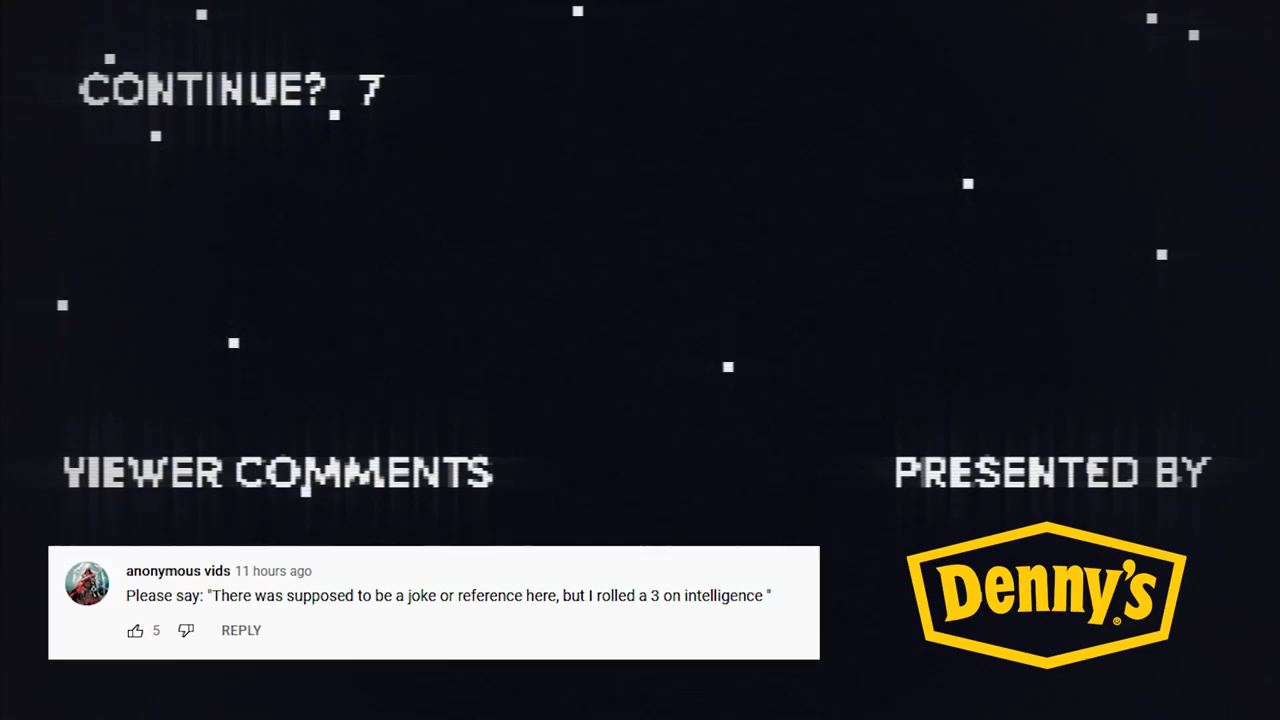 CONTINUE? 7
VIEWER COMMENTS
PRESENTED BY
anonymous vids 11 hours ago
Please say: "There was supposed to be a joke or reference here, but I rolled a 3 on intelligence "
5 REPLY
Denny's®